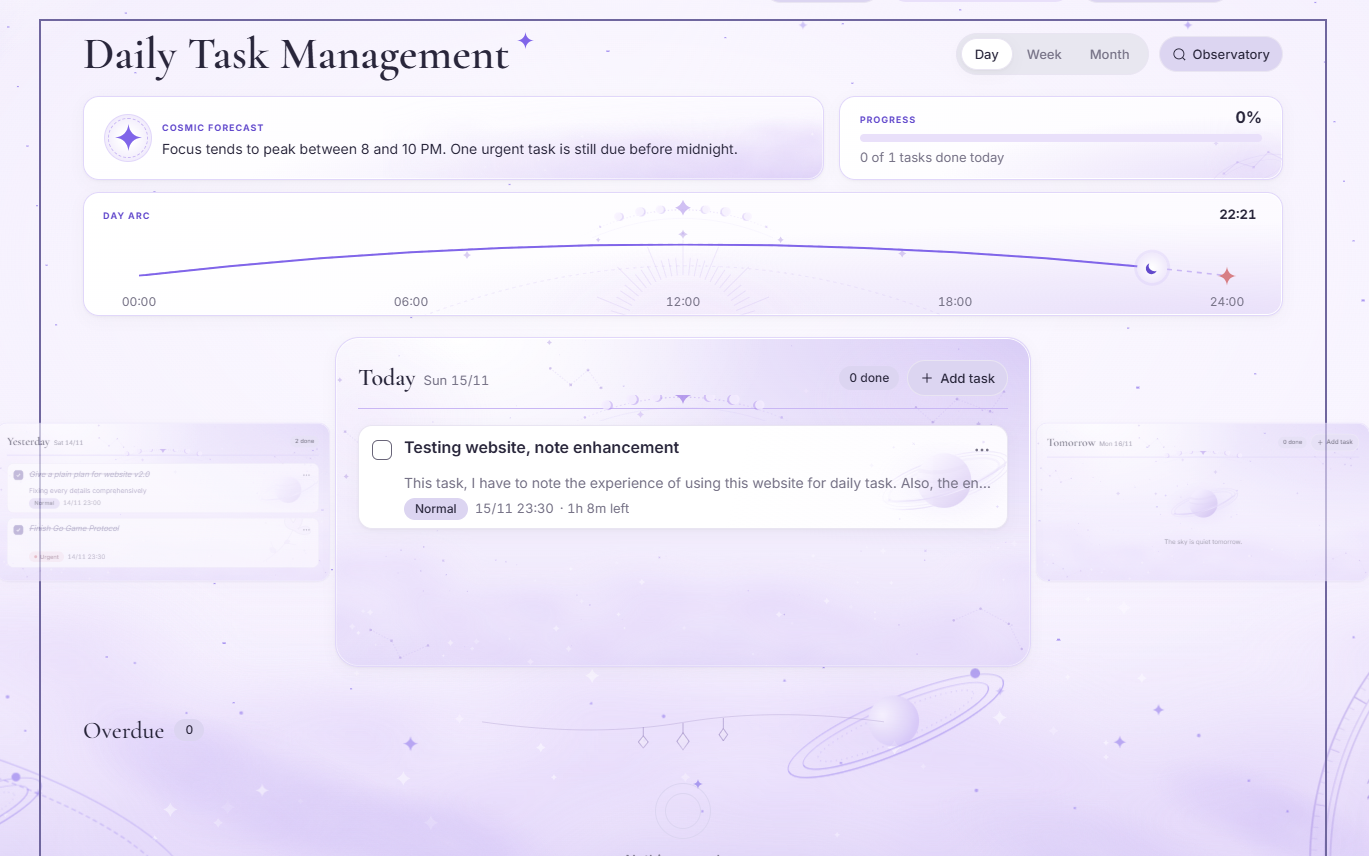 Daily Task Management
Day Week Month Observatory
COSMIC FORECAST
Focus tends to peak between 8 and 10 PM. One urgent task is still due before midnight.
PROGRESS 0%
0 of 1 tasks done today
DAY ARC 22:21
00:00 06:00 12:00 18:00 24:00
Today Sun 15/11 0 done + Add task
Testing website, note enhancement ...
This task, I have to note the experience of using this website for daily task. Also, the en...
Normal 15/11 23:30 · 1h 8m left
Yesterday Sat 14/11 2 done
Give a plain plan for website v2.0 ...
Fixing every details comprehensively
Normal 14/11 23:00
Finish Go Game Protocol ...
Urgent 14/11 23:30
Tomorrow Mon 16/11 0 done + Add task
The sky is quiet tomorrow.
Overdue 0